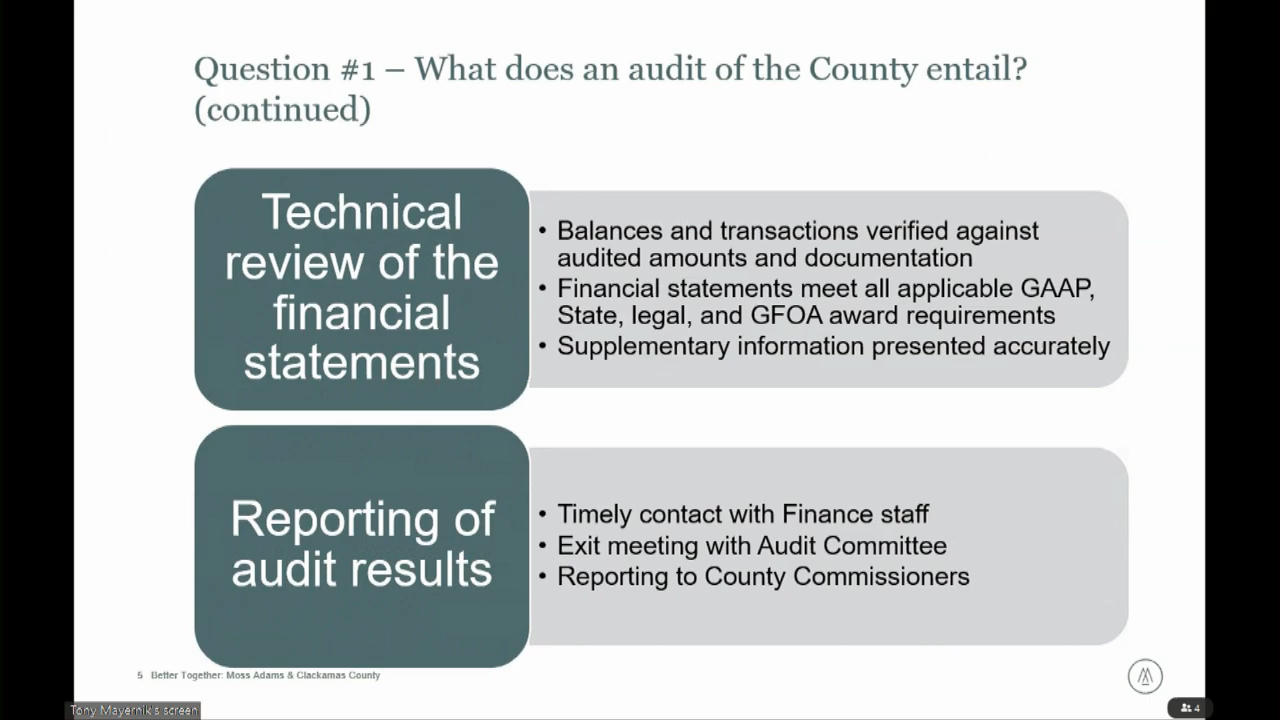 Question #1 – What does an audit of the County entail?
(continued)
Technical
review of the
financial
statements
• Balances and transactions verified against
audited amounts and documentation
• Financial statements meet all applicable GAAP,
State, legal, and GFOA award requirements
• Supplementary information presented accurately
Reporting of
audit results
• Timely contact with Finance staff
• Exit meeting with Audit Committee
• Reporting to County Commissioners
5 Better Together: Moss Adams & Clackamas County
Tony Mayernik's screen
4